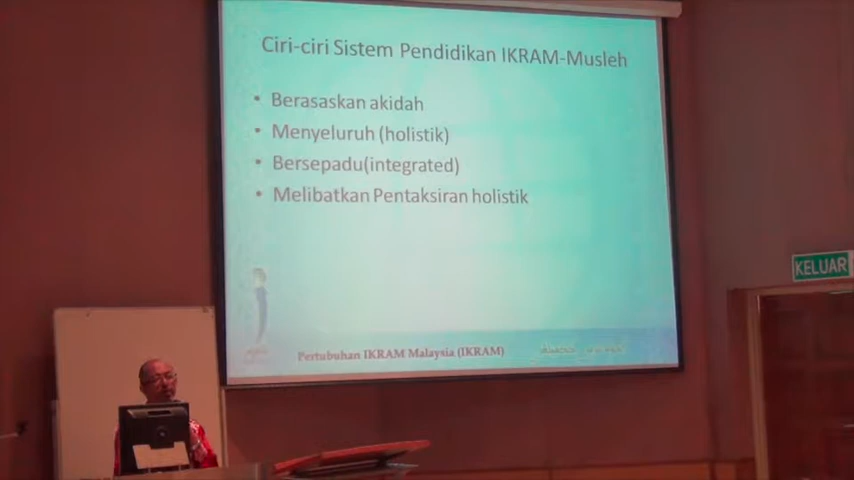 Ciri-ciri Sistem Pendidikan IKRAM-Musleh
• Berasaskan akidah
• Menyeluruh (holistik)
• Bersepadu(integrated)
• Melibatkan Pentaksiran holistik
KELUAR
Pertubuhan IKRAM Malaysia (IKRAM)